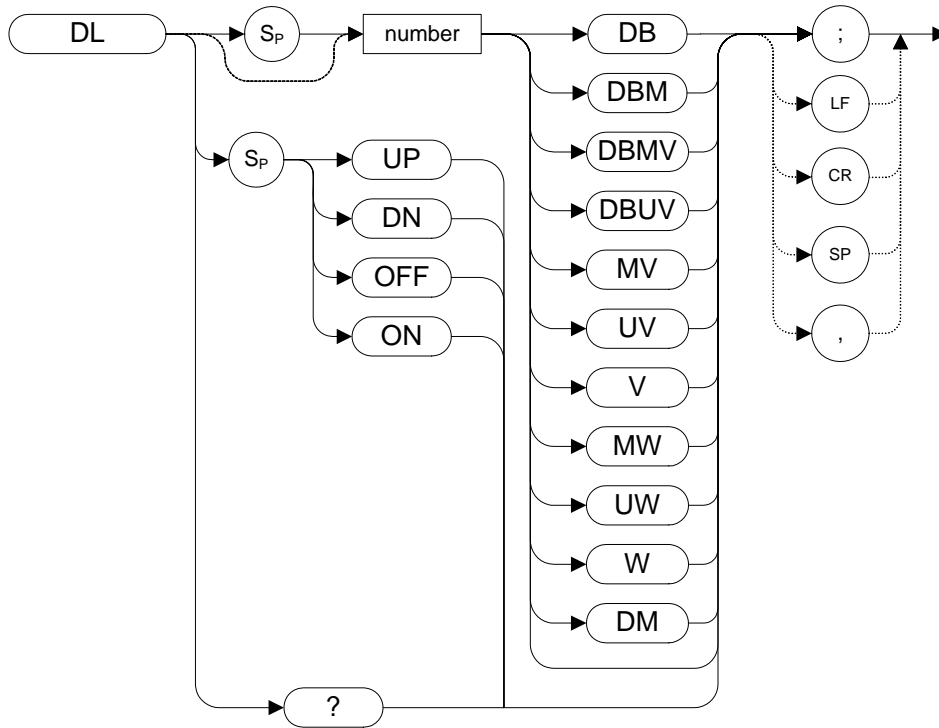 DL
SP
number
DB
;
DBM
LF
SP
UP
DBMV
CR
DN
DBUV
OFF
MV
SP
ON
UV
,
V
MW
UW
W
DM
?